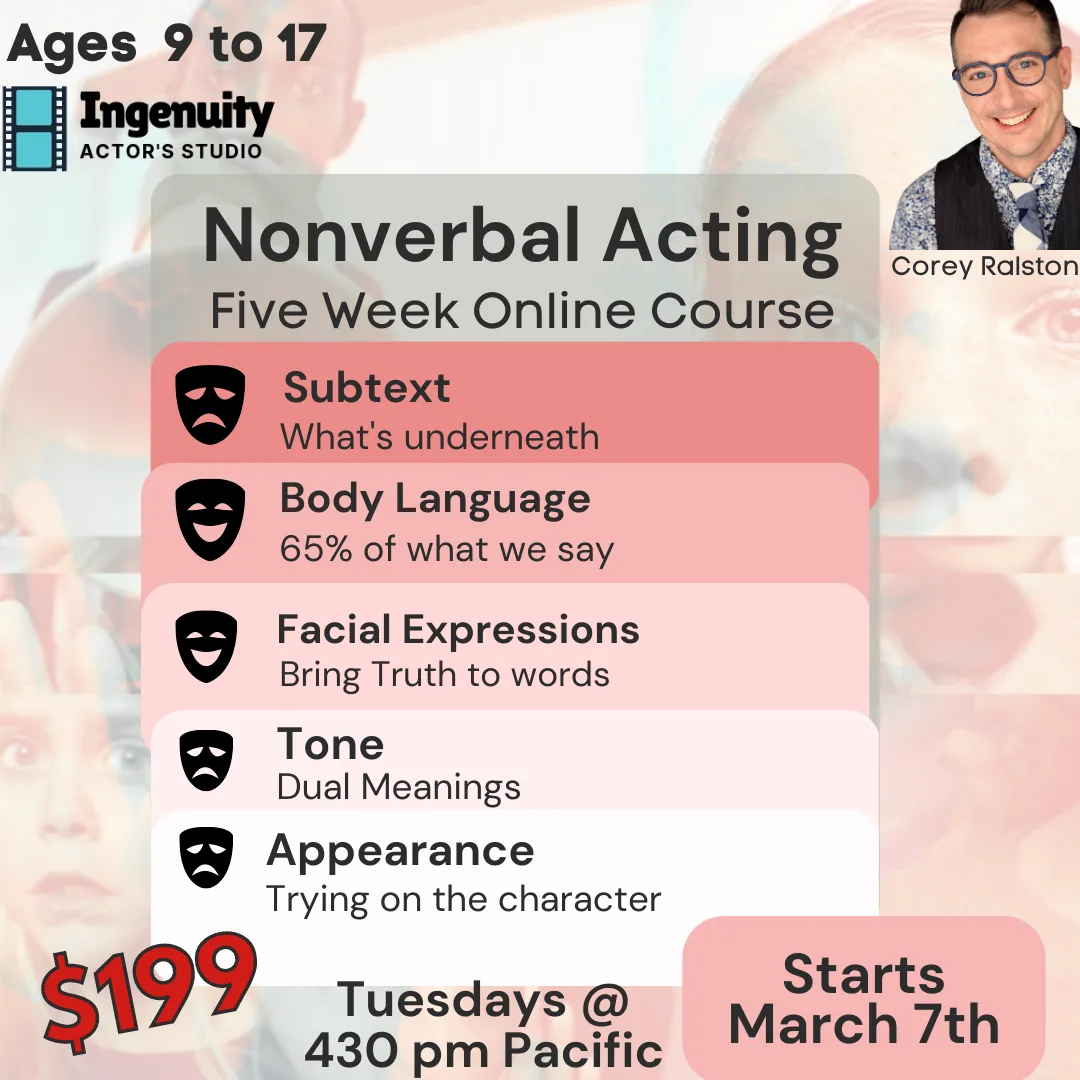 Ages 9 to 17
Ingenuity
ACTOR'S STUDIO
Corey Ralston
Nonverbal Acting
Five Week Online Course
Subtext
What's underneath
Body Language
65% of what we say
Facial Expressions
Bring Truth to words
Tone
Dual Meanings
Appearance
Trying on the character
$199
Tuesdays @
430 pm Pacific
Starts
March 7th